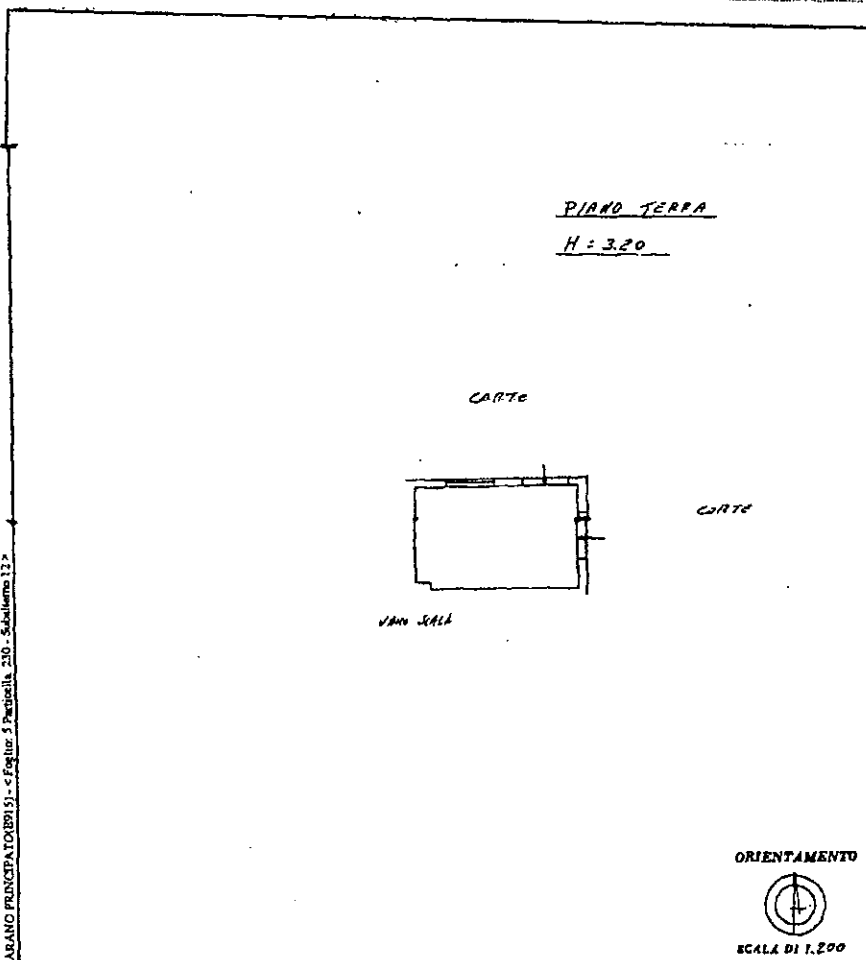 PIANO TERRA
H = 3.20
CORTE
CORTE
VANO SCALA
ARANO PRINCIPATO(E915) - < Foglio: 5 Particella: 230 - Subalterno 12 >
ORIENTAMENTO
SCALA DI 1:200